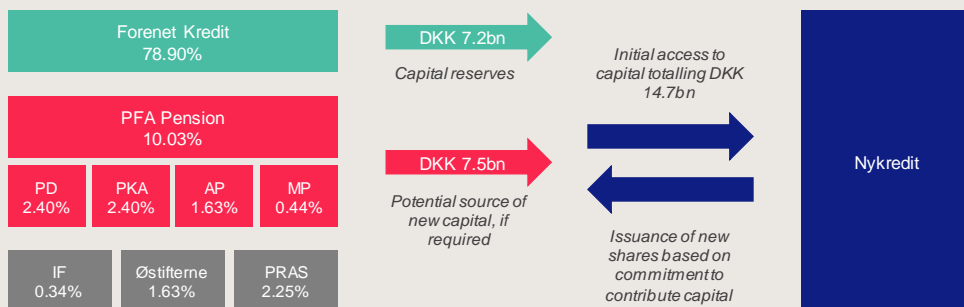 Forenet Kredit
78.90%
PFA Pension
10.03%
PD
2.40%
PKA
2.40%
AP
1.63%
MP
0.44%
IF
0.34%
Østifterne
1.63%
PRAS
2.25%
DKK 7.2bn
Capital reserves
DKK 7.5bn
Potential source of
new capital, if
required
Initial access to
capital totalling DKK
14.7bn
Issuance of new
shares based on
commitment to
contribute capital
Nykredit